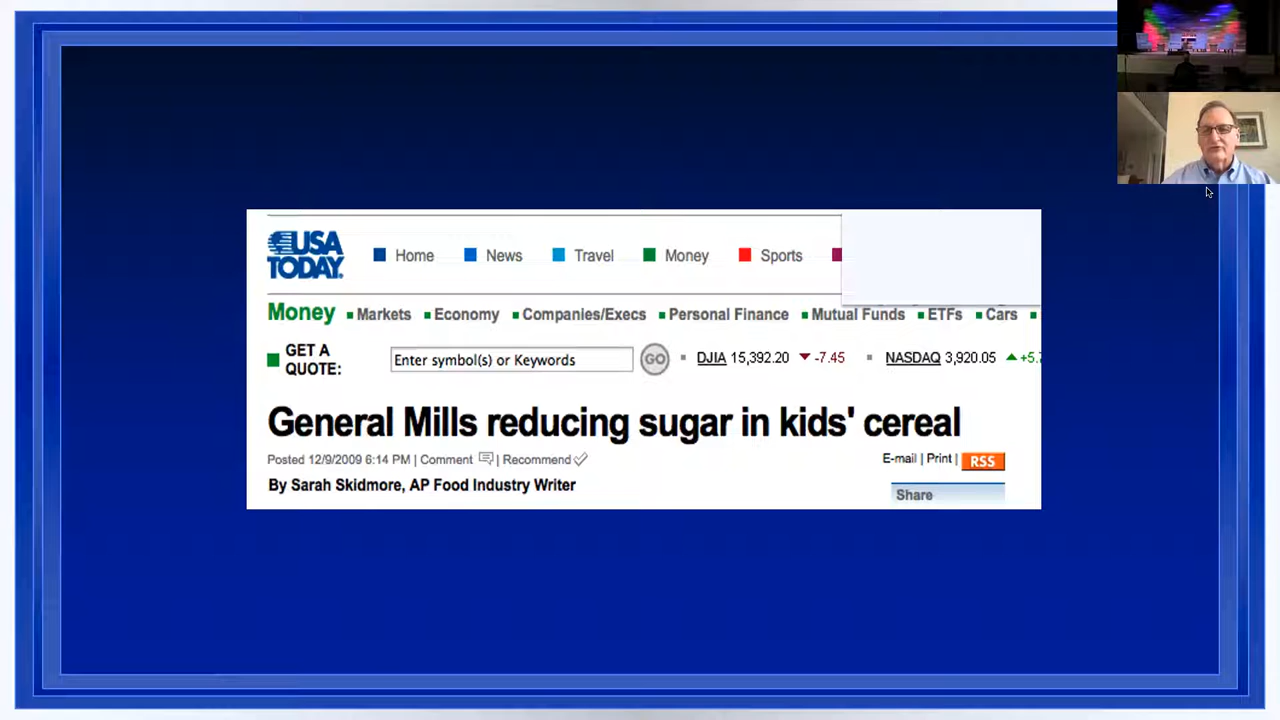 USA TODAY.
Home News Travel Money Sports
Money Markets Economy Companies/Execs Personal Finance Mutual Funds ETFs Cars
GET A QUOTE: Enter symbol(s) or Keywords GO DJIA 15,392.20 -7.45 NASDAQ 3,920.05
General Mills reducing sugar in kids' cereal
Posted 12/9/2009 6:14 PM | Comment | Recommend E-mail | Print | RSS
By Sarah Skidmore, AP Food Industry Writer Share